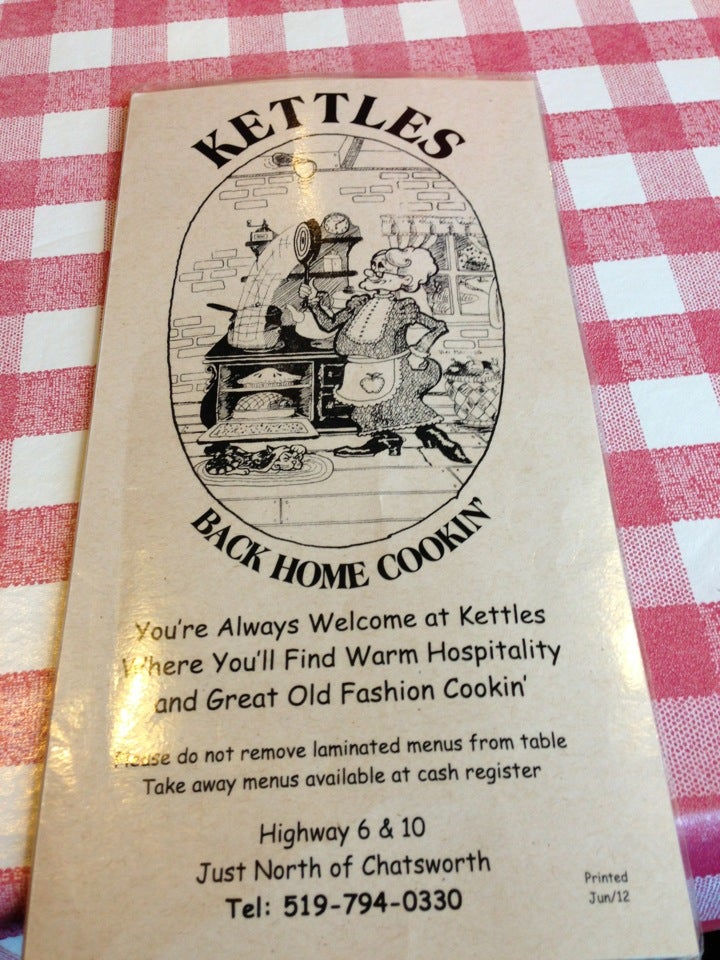 KETTLES
BACK HOME COOKIN'
You're Always Welcome at Kettles
Where You'll Find Warm Hospitality
and Great Old Fashion Cookin'
Please do not remove laminated menus from table
Take away menus available at cash register
Highway 6 & 10
Just North of Chatsworth
Tel: 519-794-0330
Printed
Jun/12